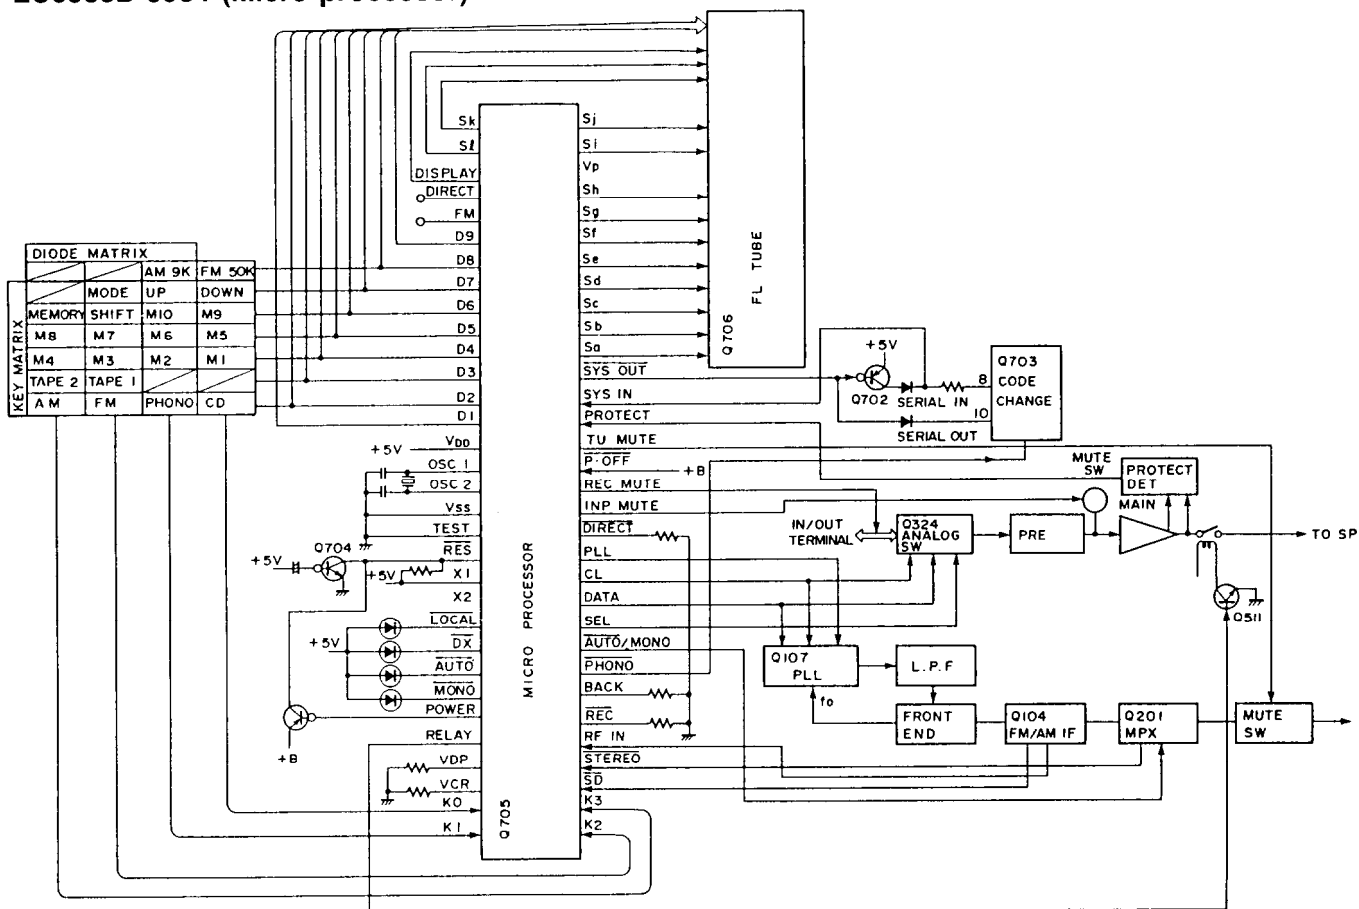 Sk
Sℓ
DISPLAY
DIRECT
FM
D9
D8
D7
D6
D5
D4
D3
D2
D1
VDD
+5V
OSC 1
OSC 2
Vss
TEST
RES
X1
X2
LOCAL
DX
AUTO
MONO
POWER
RELAY
VDP
VCR
K0
K1
Q704
+5V
+5V
+5V
+B
MICRO PROCESSOR
Q705
Sj
Si
Vp
Sh
Sg
Sf
Se
Sd
Sc
Sb
Sa
SYS OUT
SYS IN
PROTECT
TU MUTE
P·OFF
+B
REC MUTE
INP MUTE
DIRECT
PLL
CL
DATA
SEL
AUTO/MONO
PHONO
BACK
REC
RF IN
STEREO
SD
K3
K2
FL TUBE
Q706
DIODE MATRIX
AM 9K FM 50K
MODE UP DOWN
MEMORY SHIFT M10 M9
M8 M7 M6 M5
M4 M3 M2 M1
TAPE 2 TAPE 1
AM FM PHONO CD
KEY MATRIX
+5V
Q702
SERIAL IN
SERIAL OUT
8
10
Q703
CODE
CHANGE
MUTE
SW
PROTECT
DET
MAIN
IN/OUT
TERMINAL
Q324
ANALOG
SW
PRE
TO SP
Q511
Q107
PLL
L.P.F
fo
FRONT
END
Q104
FM/AM IF
Q201
MPX
MUTE
SW